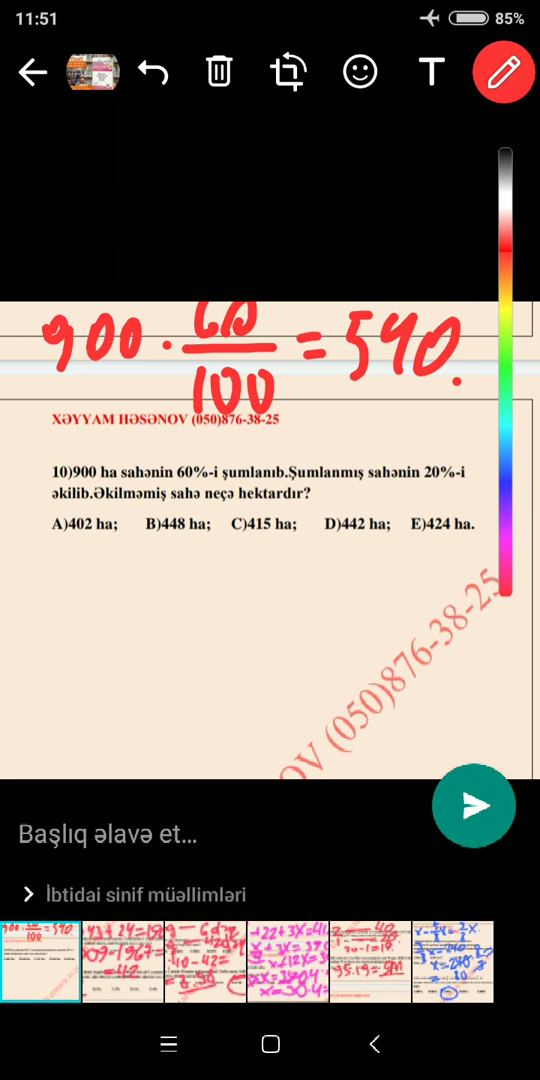 11:51
85%
T
900 · 60/100 = 540.
XƏYYAM HƏSƏNOV (050)876-38-25
10)900 ha sahənin 60%-i şumlanıb.Şumlanmış sahənin 20%-i
əkilib.Əkilməmiş sahə neçə hektardır?
A)402 ha; B)448 ha; C)415 ha; D)442 ha; E)424 ha.
OV (050)876-38-25
Başlıq əlavə et...
İbtidai sinif müəllimləri